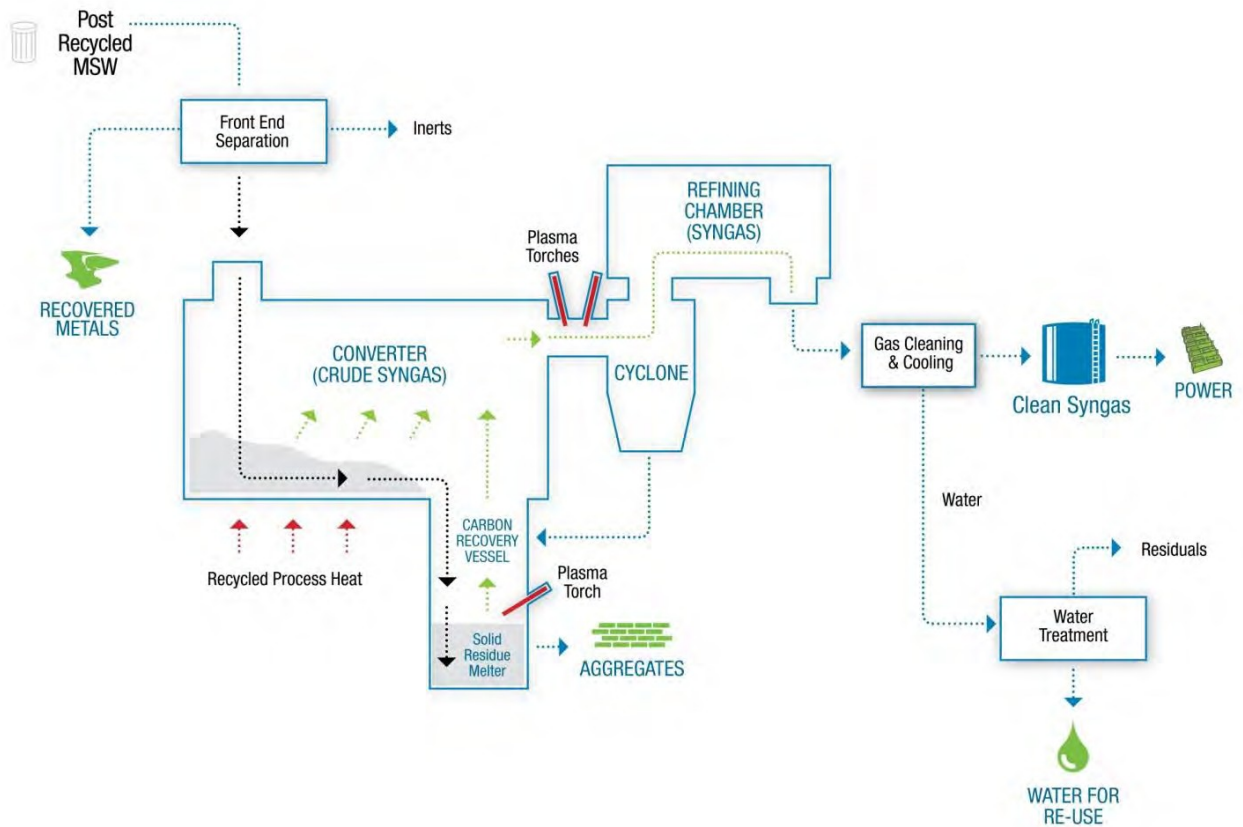 Post
Recycled
MSW
Front End
Separation
Inerts
RECOVERED
METALS
Plasma
Torches
REFINING
CHAMBER
(SYNGAS)
CONVERTER
(CRUDE SYNGAS)
CYCLONE
Gas Cleaning
& Cooling
Clean Syngas
POWER
Water
CARBON
RECOVERY
VESSEL
Recycled Process Heat
Plasma
Torch
Solid
Residue
Melter
AGGREGATES
Residuals
Water
Treatment
WATER FOR
RE-USE